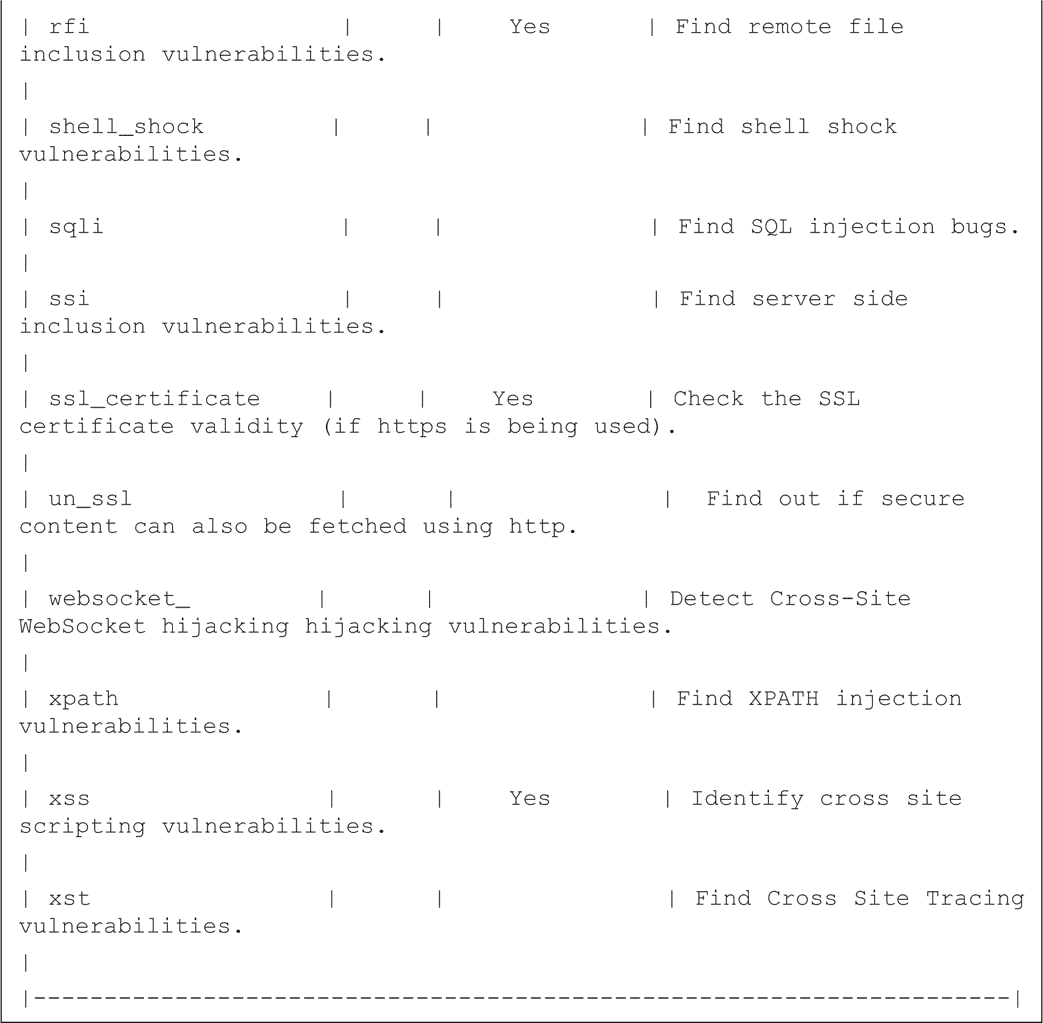 | rfi | | Yes | Find remote file
inclusion vulnerabilities.
|
| shell_shock | | | Find shell shock
vulnerabilities.
|
| sqli | | | Find SQL injection bugs.
|
| ssi | | | Find server side
inclusion vulnerabilities.
|
| ssl_certificate | | Yes | Check the SSL
certificate validity (if https is being used).
|
| un_ssl | | | Find out if secure
content can also be fetched using http.
|
| websocket_ | | | Detect Cross-Site
WebSocket hijacking hijacking vulnerabilities.
|
| xpath | | | Find XPATH injection
vulnerabilities.
|
| xss | | Yes | Identify cross site
scripting vulnerabilities.
|
| xst | | | Find Cross Site Tracing
vulnerabilities.
|
|----------------------------------------------------------------------|